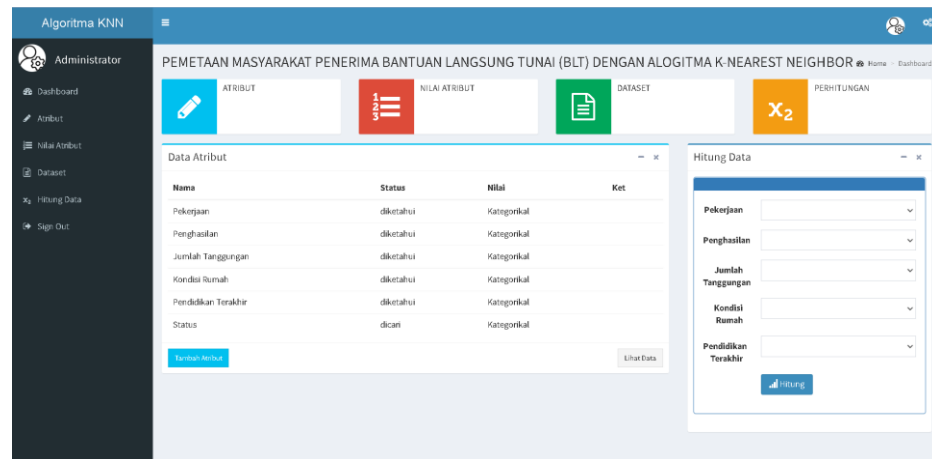 Algoritma KNN
Administrator
Dashboard
Atribut
Nilai Atribut
Dataset
X₂ Hitung Data
Sign Out
PEMETAAN MASYARAKAT PENERIMA BANTUAN LANGSUNG TUNAI (BLT) DENGAN ALOGITMA K-NEAREST NEIGHBOR Home > Dashboard
ATRIBUT
NILAI ATRIBUT
DATASET
X₂ PERHITUNGAN
Data Atribut
Nama Status Nilai Ket
Pekerjaan diketahui Kategorikal
Penghasilan diketahui Kategorikal
Jumlah Tanggungan diketahui Kategorikal
Kondisi Rumah diketahui Kategorikal
Pendidikan Terakhir diketahui Kategorikal
Status dicari Kategorikal
Tambah Atribut Lihat Data
Hitung Data
Pekerjaan
Penghasilan
Jumlah
Tanggungan
Kondisi
Rumah
Pendidikan
Terakhir
Hitung